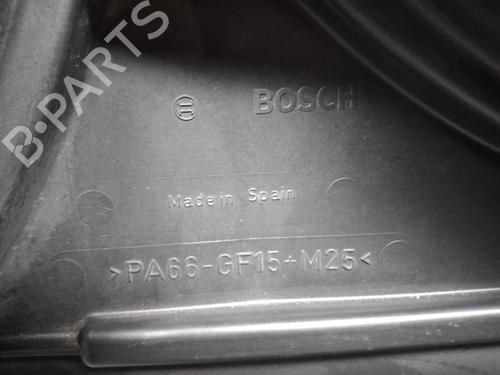 BOSCH
Made in Spain
>PA66-GF15+M25<
B-PARTS